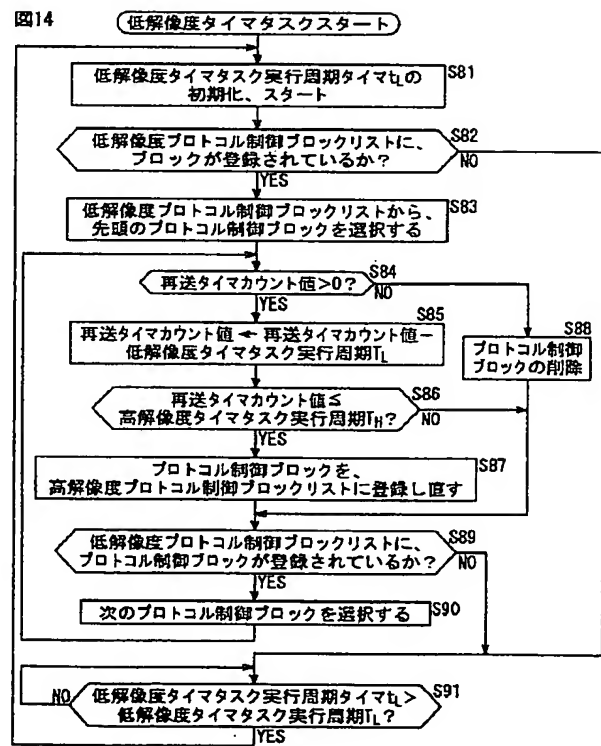 図14
低解像度タイマタスクスタート
S81
低解像度タイマタスク実行周期タイマtLの
初期化、スタート
S82
低解像度プロトコル制御ブロックリストに、
ブロックが登録されているか?
NO
YES
S83
低解像度プロトコル制御ブロックリストから、
先頭のプロトコル制御ブロックを選択する
S84
再送タイマカウント値>0?
NO
YES
S85
再送タイマカウント値 ← 再送タイマカウント値−
低解像度タイマタスク実行周期TL
S88
プロトコル制御
ブロックの削除
S86
再送タイマカウント値≤
高解像度タイマタスク実行周期TH?
NO
YES
S87
プロトコル制御ブロックを、
高解像度プロトコル制御ブロックリストに登録し直す
S89
低解像度プロトコル制御ブロックリストに、
プロトコル制御ブロックが登録されているか?
NO
YES
次のプロトコル制御ブロックを選択する
S90
S91
NO
低解像度タイマタスク実行周期タイマtL>
低解像度タイマタスク実行周期TL?
YES